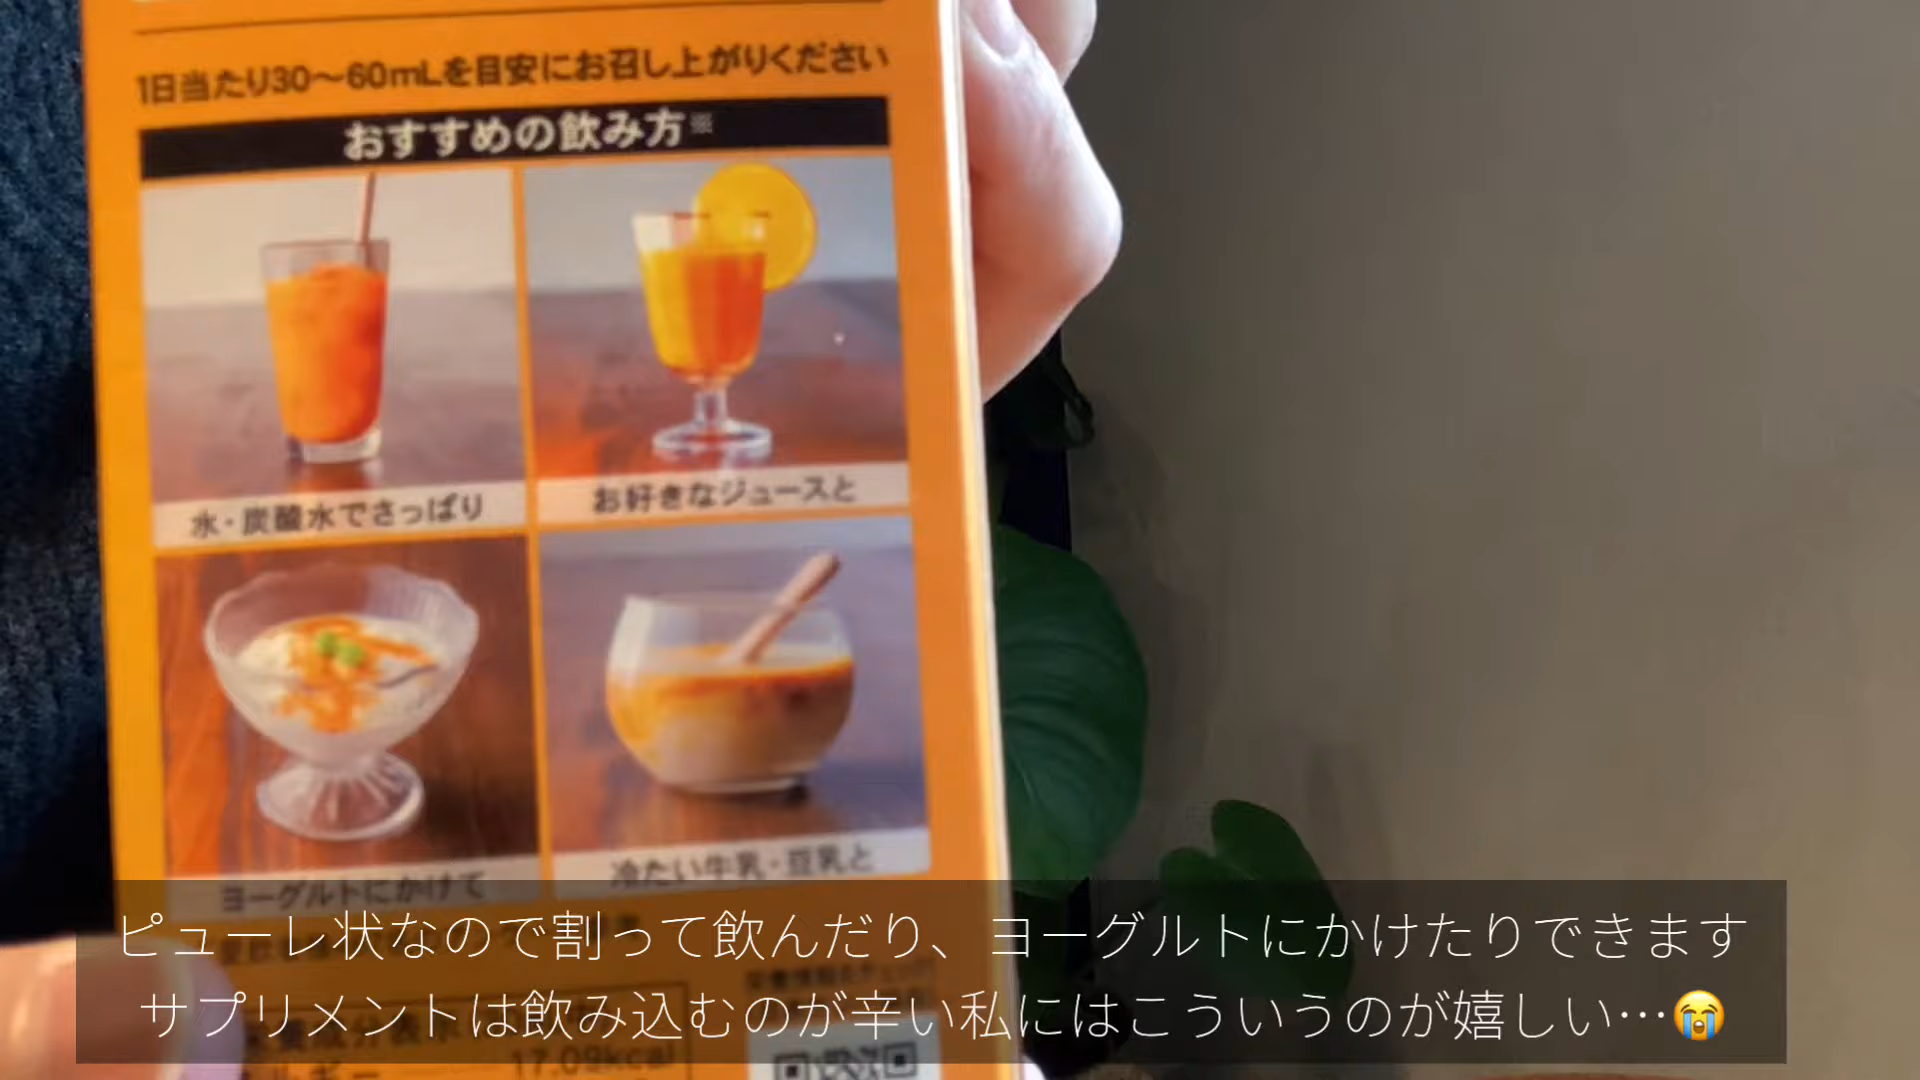 1日当たり30〜60mLを目安にお召し上がりください
おすすめの飲み方※
水・炭酸水でさっぱり
お好きなジュースと
ヨーグルトにかけて
冷たい牛乳・豆乳と
ピューレ状なので割って飲んだり、ヨーグルトにかけたりできます
サプリメントは飲み込むのが辛い私にはこういうのが嬉しい…😭
17.09kcal